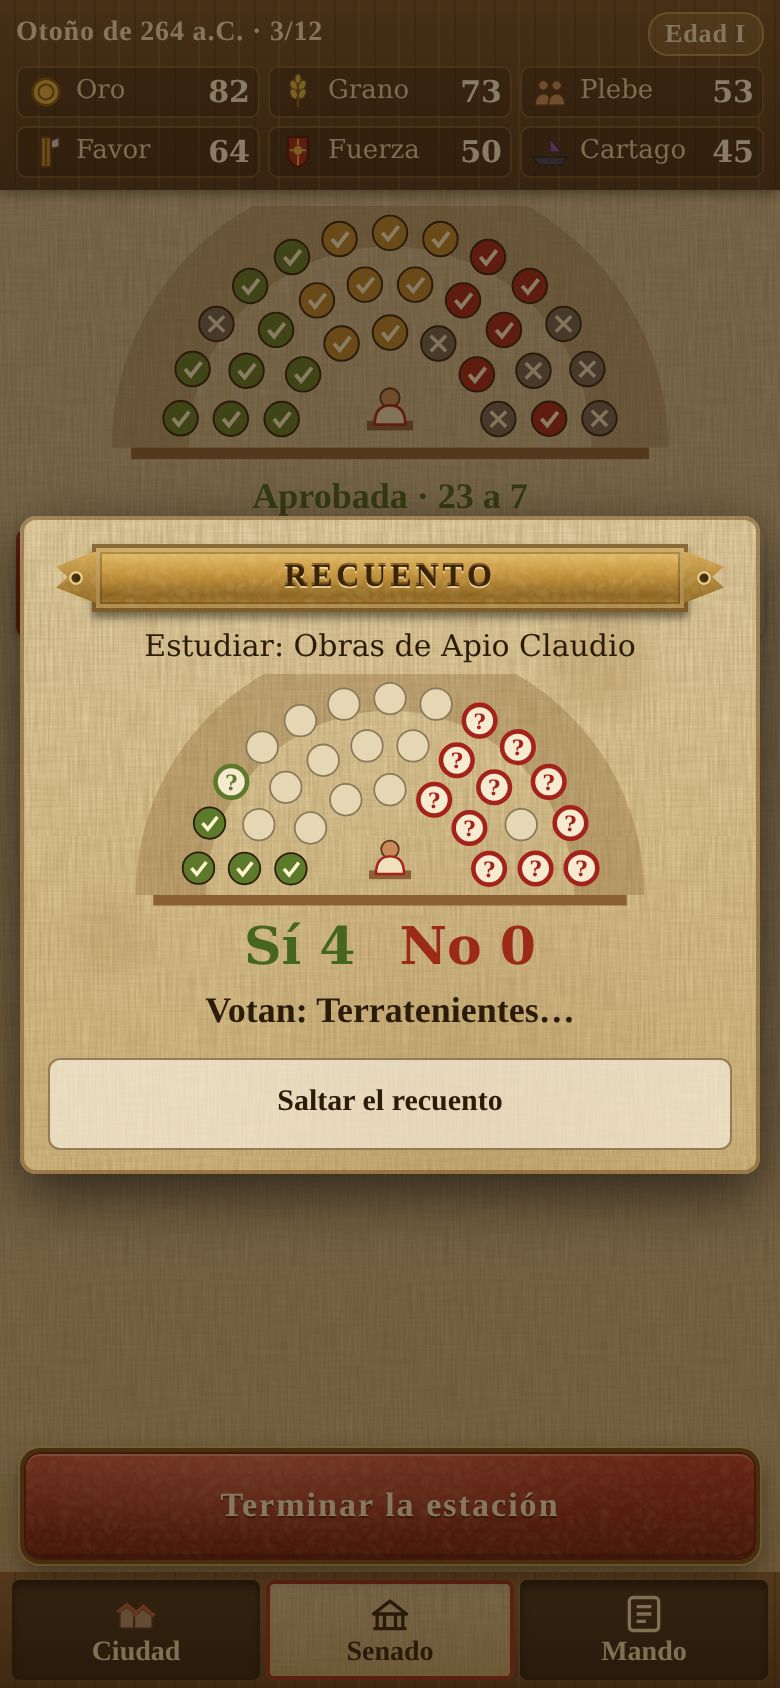 Otoño de 264 a.C. · 3/12
Edad I
Oro 82
Grano 73
Plebe 53
Favor 64
Fuerza 50
Cartago 45
Aprobada · 23 a 7
RECUENTO
Estudiar: Obras de Apio Claudio
?
?
? ?
? ? ?
? ?
? ?
? ? ?
Sí 4 No 0
Votan: Terratenientes…
Saltar el recuento
Terminar la estación
Ciudad
Senado
Mando